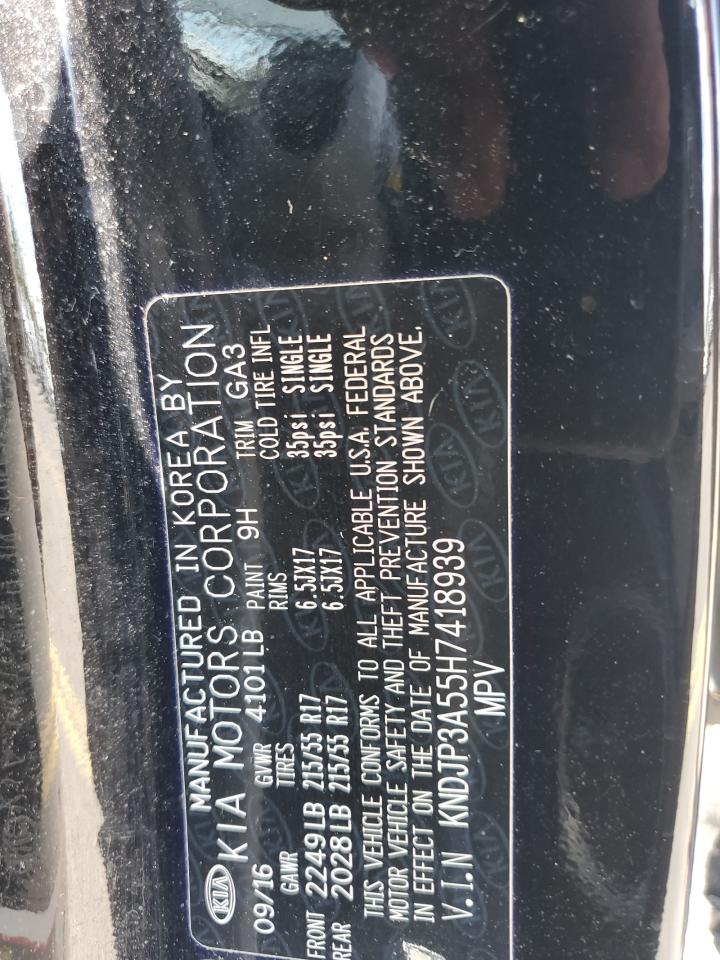 MANUFACTURED IN KOREA BY
KIA KIA MOTORS CORPORATION
09/16 GVWR 4101LB PAINT 9H TRIM GA3
GAWR TIRES RIMS COLD TIRE INFL
FRONT 2249LB 215/55 R17 6.5JX17 35psi SINGLE
REAR 2028LB 215/55 R17 6.5JX17 35psi SINGLE
THIS VEHICLE CONFORMS TO ALL APPLICABLE U.S.A. FEDERAL
MOTOR VEHICLE SAFETY AND THEFT PREVENTION STANDARDS
IN EFFECT ON THE DATE OF MANUFACTURE SHOWN ABOVE.
V.I.N KNDJP3A55H7418939
MPV